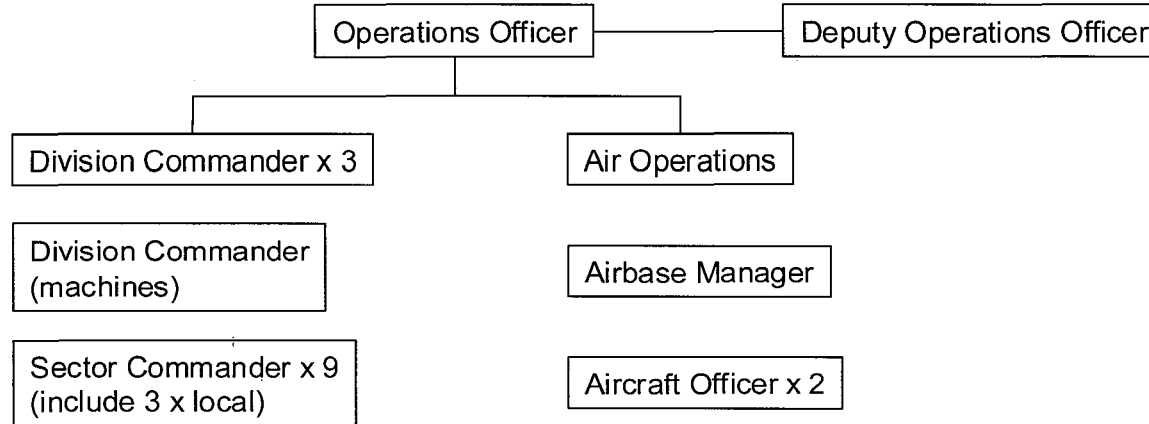 Operations Officer
Deputy Operations Officer
Division Commander x 3
Air Operations
Division Commander
(machines)
Airbase Manager
Sector Commander x 9
(include 3 x local)
Aircraft Officer x 2